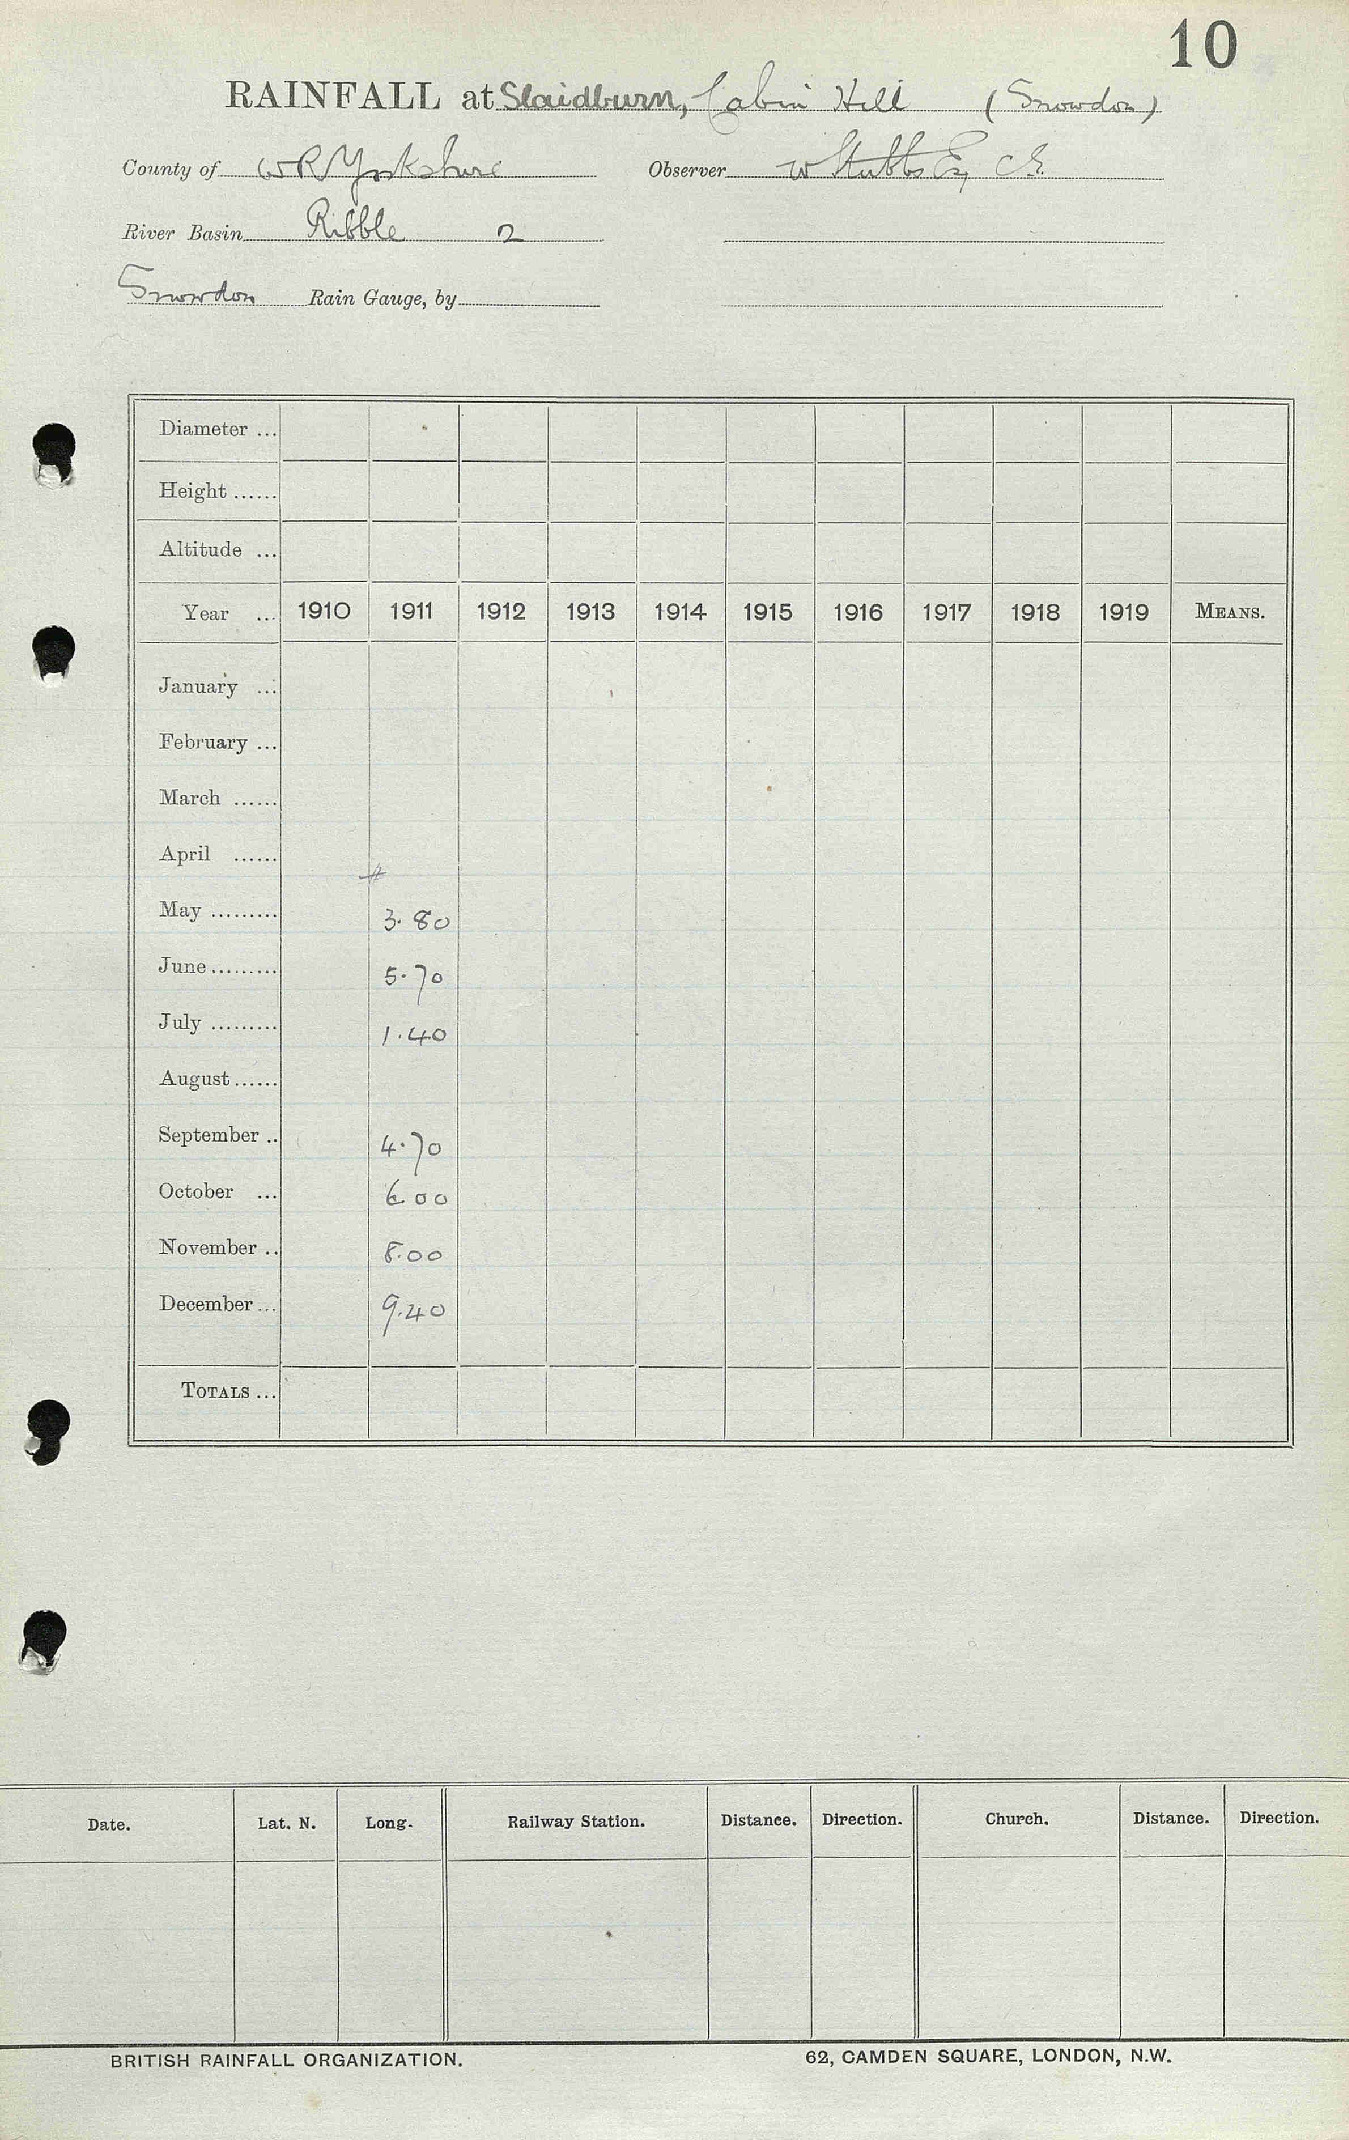 10
RAINFALL at Slaidburn, Cabin Hill (Snowdon)
County of W R Yorkshire Observer W Stubbs Esq C.E.
River Basin Ribble 2
Snowdon Rain Gauge, by
Diameter ...
Height ......
Altitude ...
Year ... 1910 1911 1912 1913 1914 1915 1916 1917 1918 1919 MEANS.
January ...
February ...
March ......
April ......
May ......... 3.80
June ......... 5.70
July ......... 1.40
August ......
September .. 4.70
October ... 6.00
November .. 8.00
December ... 9.40
TOTALS ...
Date. Lat. N. Long. Railway Station. Distance. Direction. Church. Distance. Direction.
BRITISH RAINFALL ORGANIZATION. 62, CAMDEN SQUARE, LONDON, N.W.